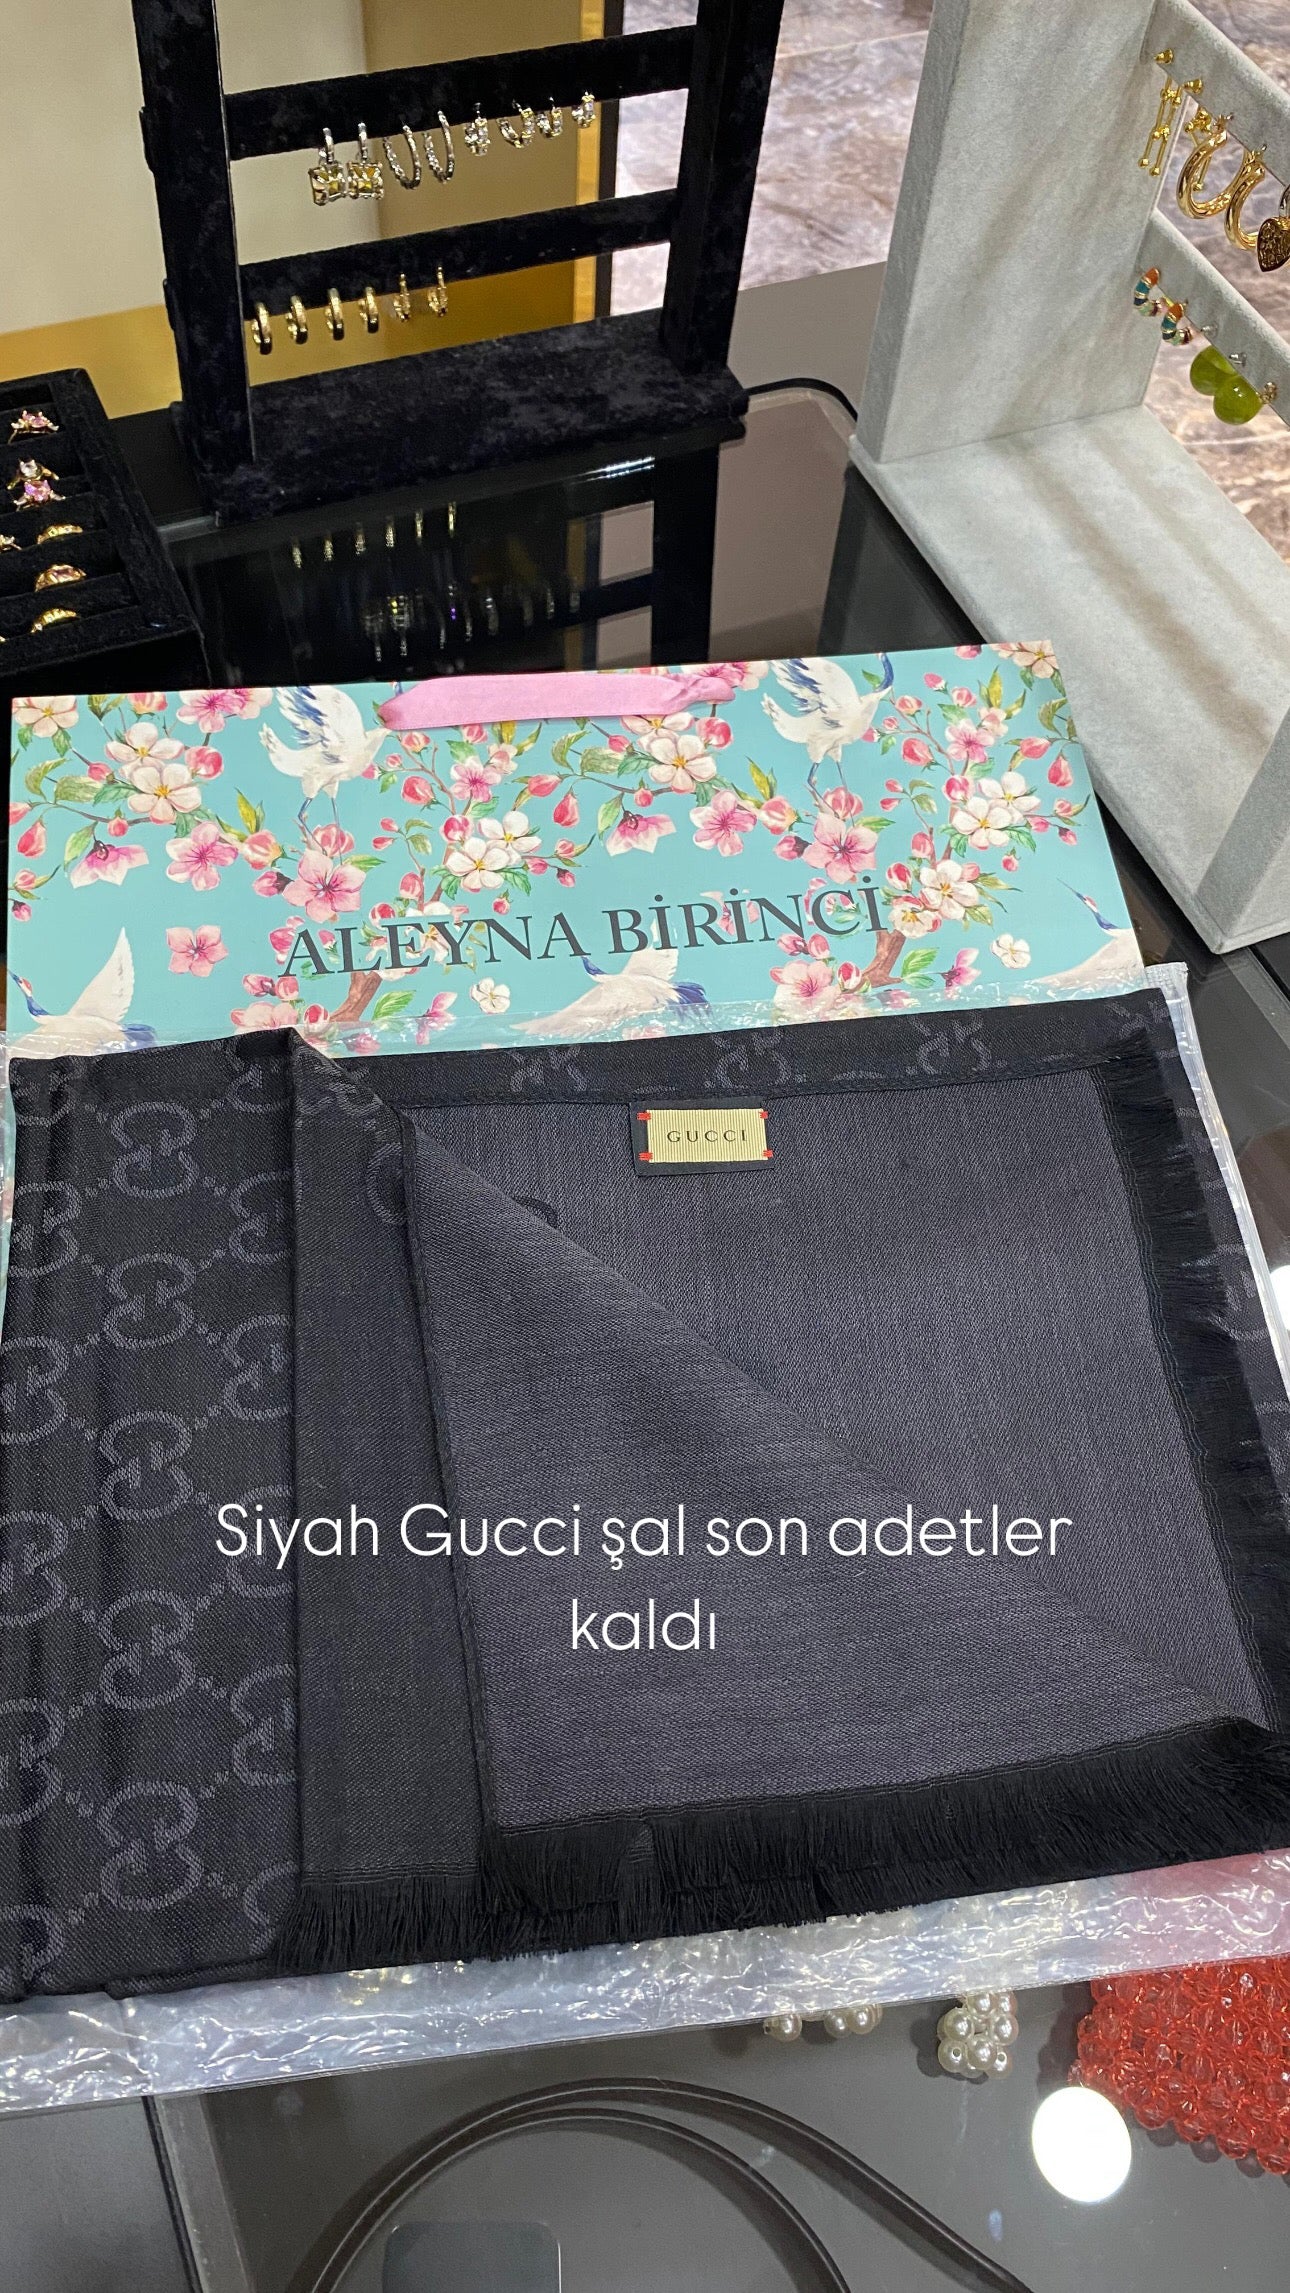 ALEYNA BİRİNCİ
GUCCI
Siyah Gucci şal son adetler
kaldı